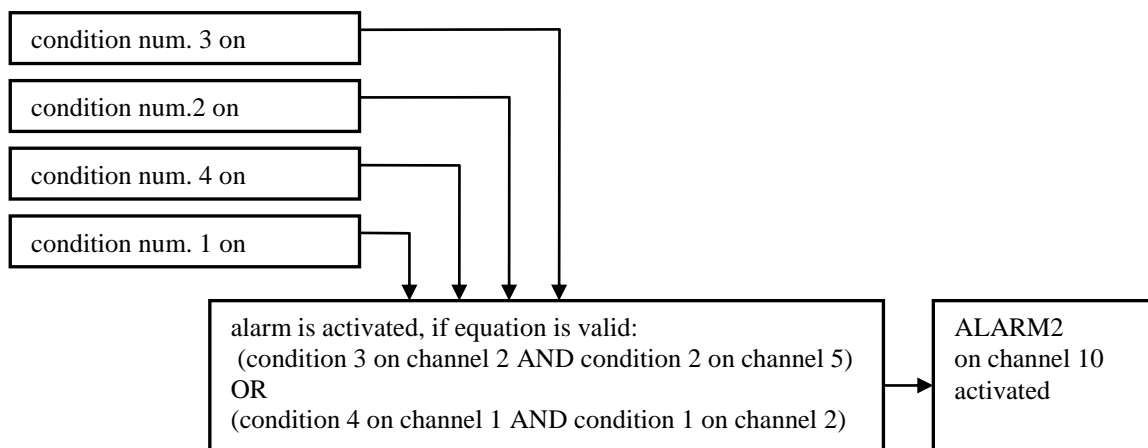 condition num. 3 on
condition num.2 on
condition num. 4 on
condition num. 1 on
alarm is activated, if equation is valid:
(condition 3 on channel 2 AND condition 2 on channel 5)
OR
(condition 4 on channel 1 AND condition 1 on channel 2)
ALARM2
on channel 10
activated